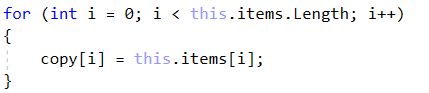 for (int i = 0; i < this.items.Length; i++)
{
    copy[i] = this.items[i];
}